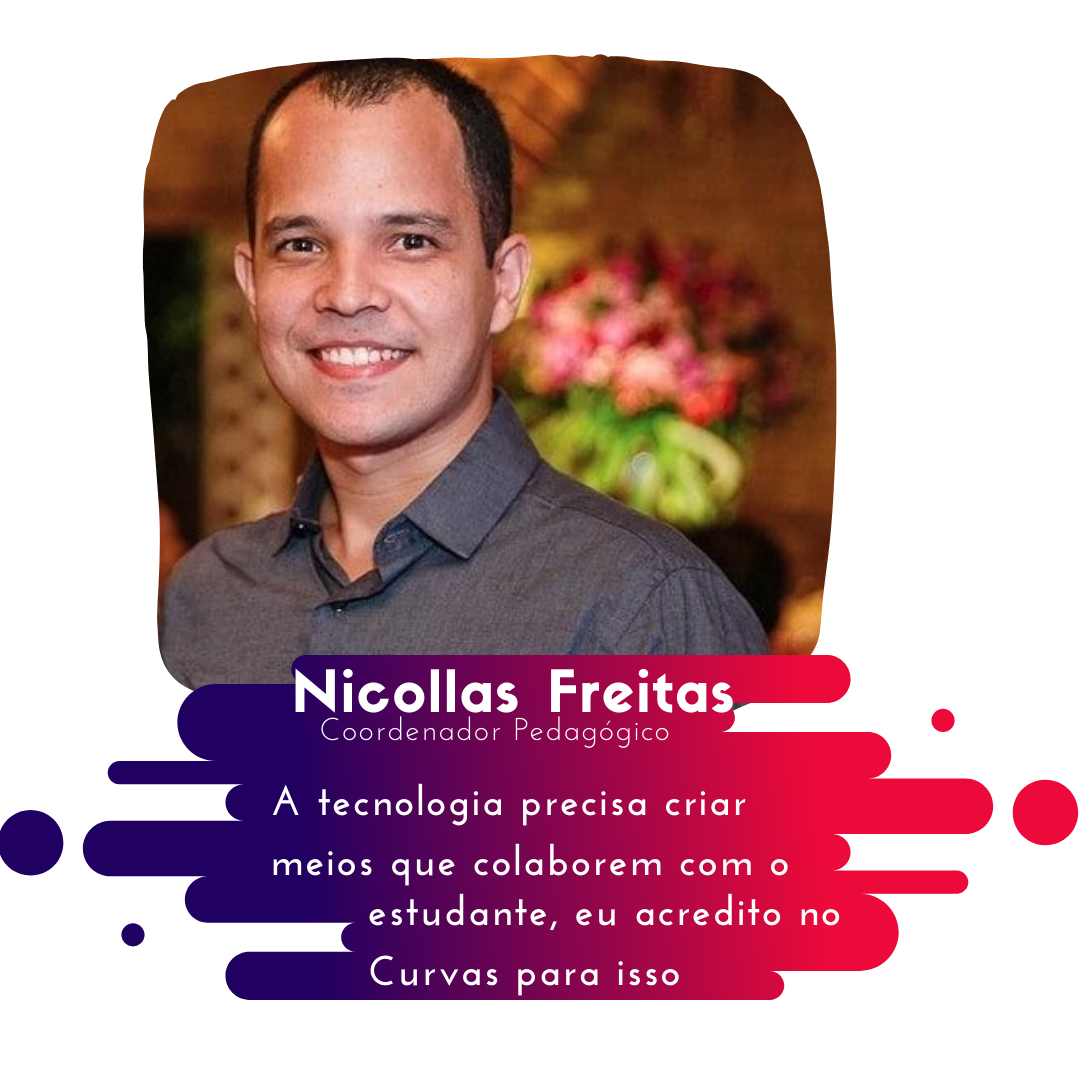 Nicollas Freitas
Coordenador Pedagógico
A tecnologia precisa criar
meios que colaborem com o
estudante, eu acredito no
Curvas para isso